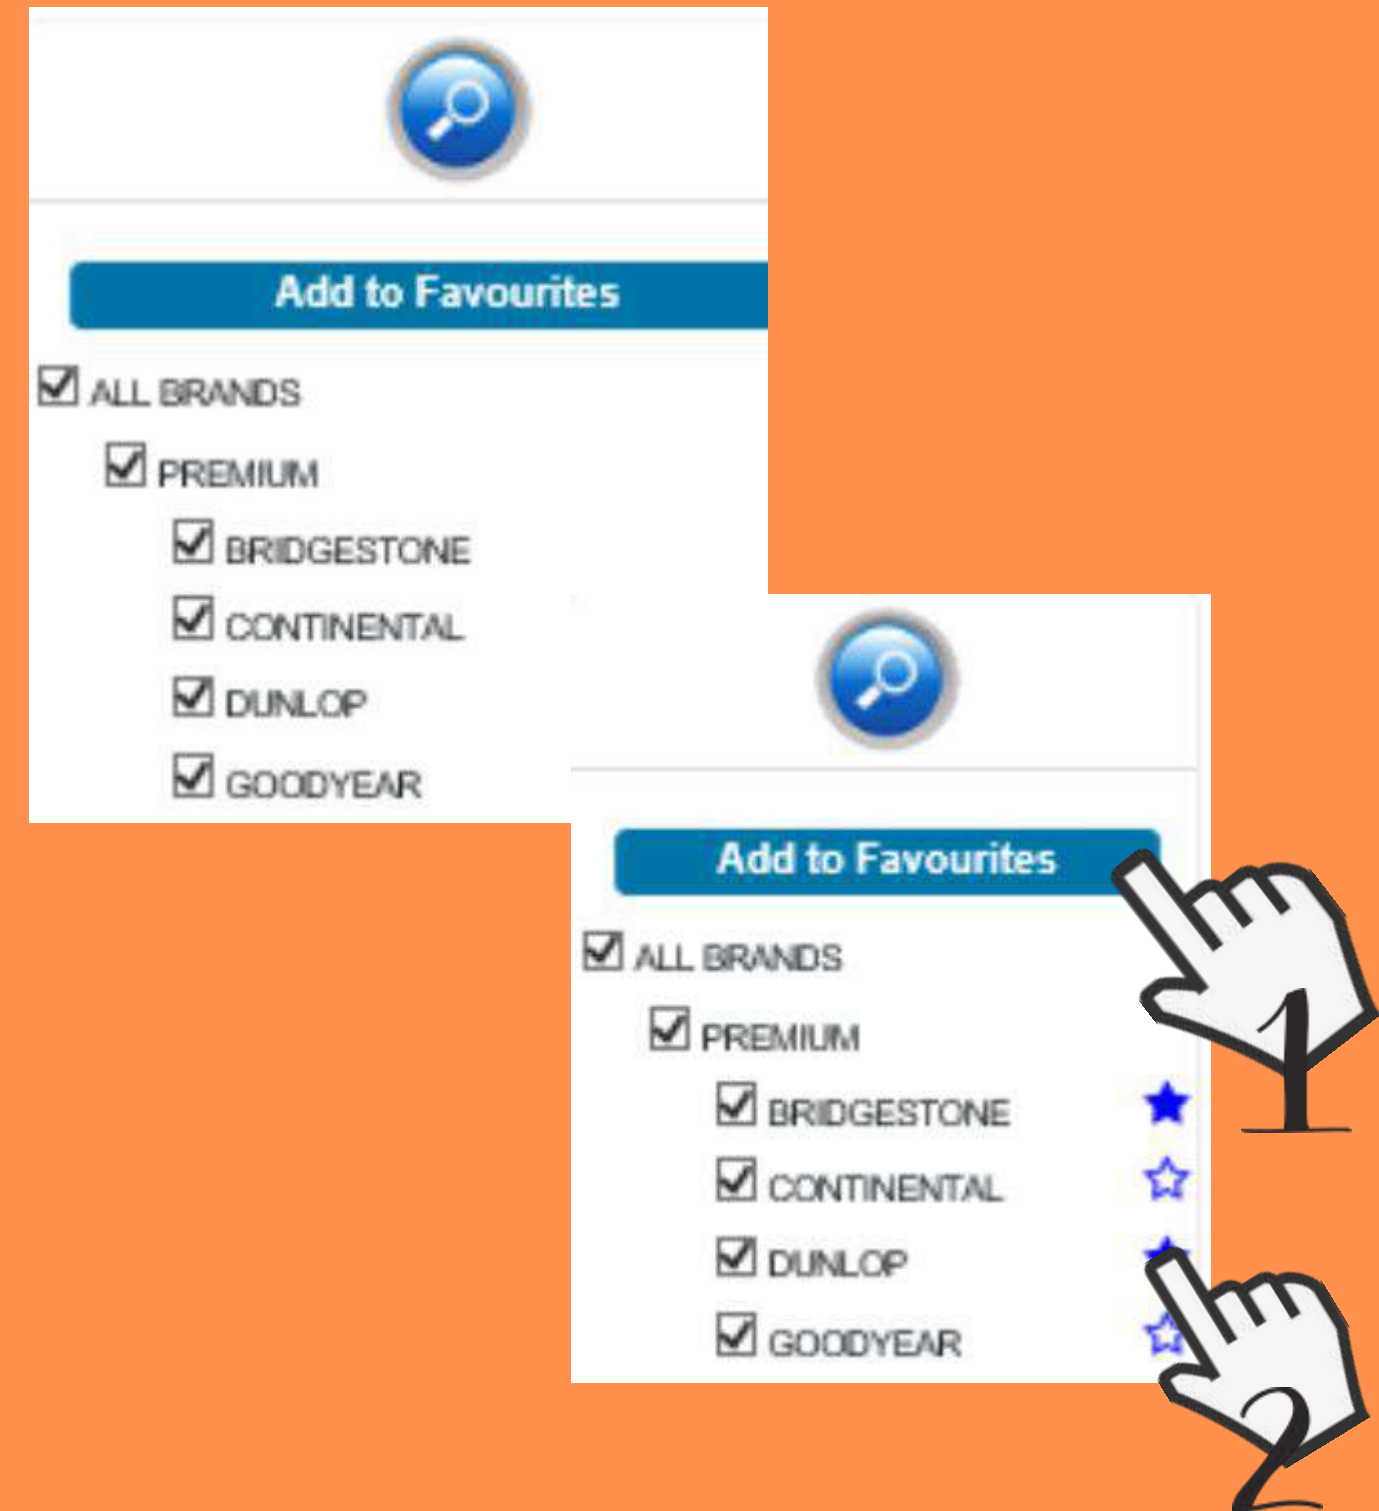 Add to Favourites
ALL BRANDS
PREMIUM
BRIDGESTONE
CONTINENTAL
DUNLOP
GOODYEAR
Add to Favourites
ALL BRANDS
PREMIUM
BRIDGESTONE
CONTINENTAL
DUNLOP
GOODYEAR
1
2